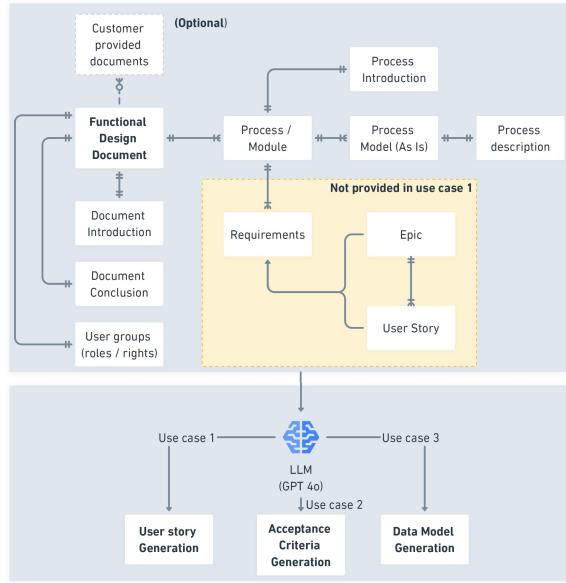 Customer
provided
documents
(Optional)
Process
Introduction
Functional
Design
Document
Process /
Module
Process
Model (As Is)
Process
description
Not provided in use case 1
Document
Introduction
Requirements
Epic
Document
Conclusion
User Story
User groups
(roles / rights)
Use case 1
Use case 3
LLM
(GPT 4o)
Use case 2
User story
Generation
Acceptance
Criteria
Generation
Data Model
Generation